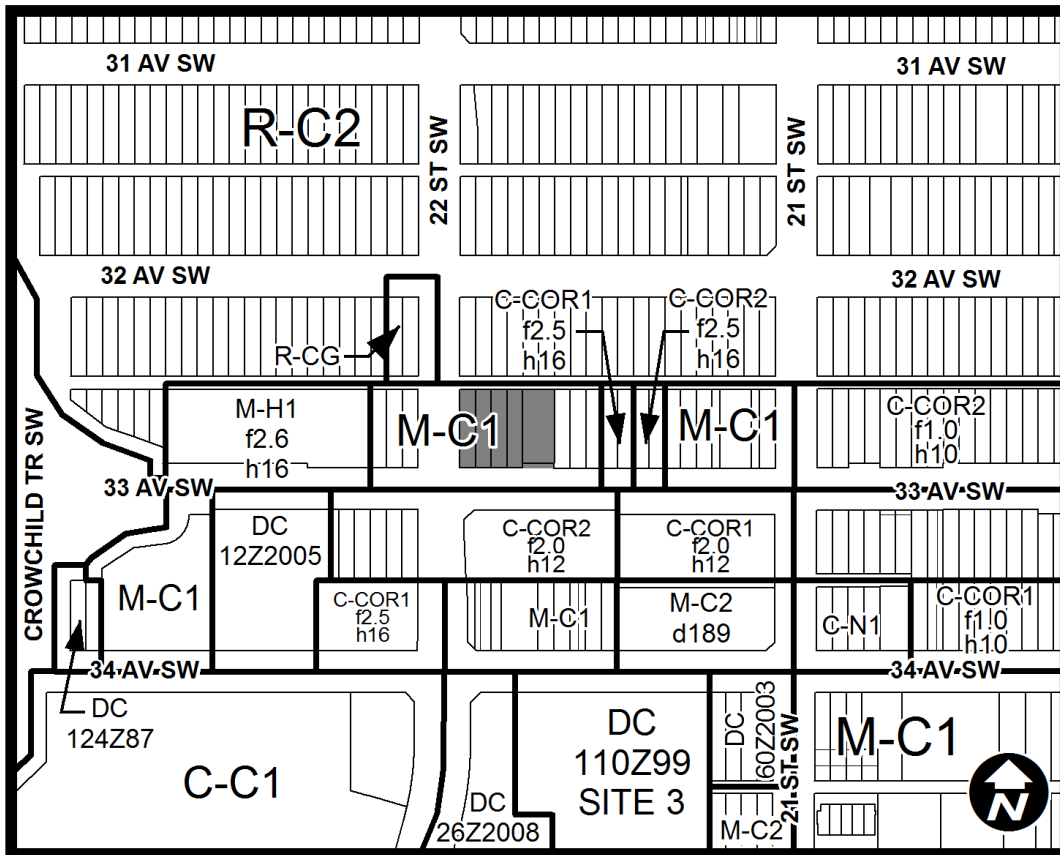 31 AV SW
31 AV SW
R-C2
22 ST SW
21 ST SW
32 AV SW
32 AV SW
C-COR1
f2.5
h16
C-COR2
f2.5
h16
R-CG
M-H1
f2.6
h16
M-C1
M-C1
C-COR2
f1.0
h10
CROWCHILD TR SW
33 AV SW
33 AV SW
DC
12Z2005
C-COR2
f2.0
h12
C-COR1
f2.0
h12
M-C1
C-COR1
f2.5
h16
M-C1
M-C2
d189
C-N1
C-COR1
f1.0
h10
34 AV SW
34 AV SW
DC
124Z87
C-C1
DC
26Z2008
DC
110Z99
SITE 3
DC
60Z2003
21 ST SW
M-C1
M-C2
N